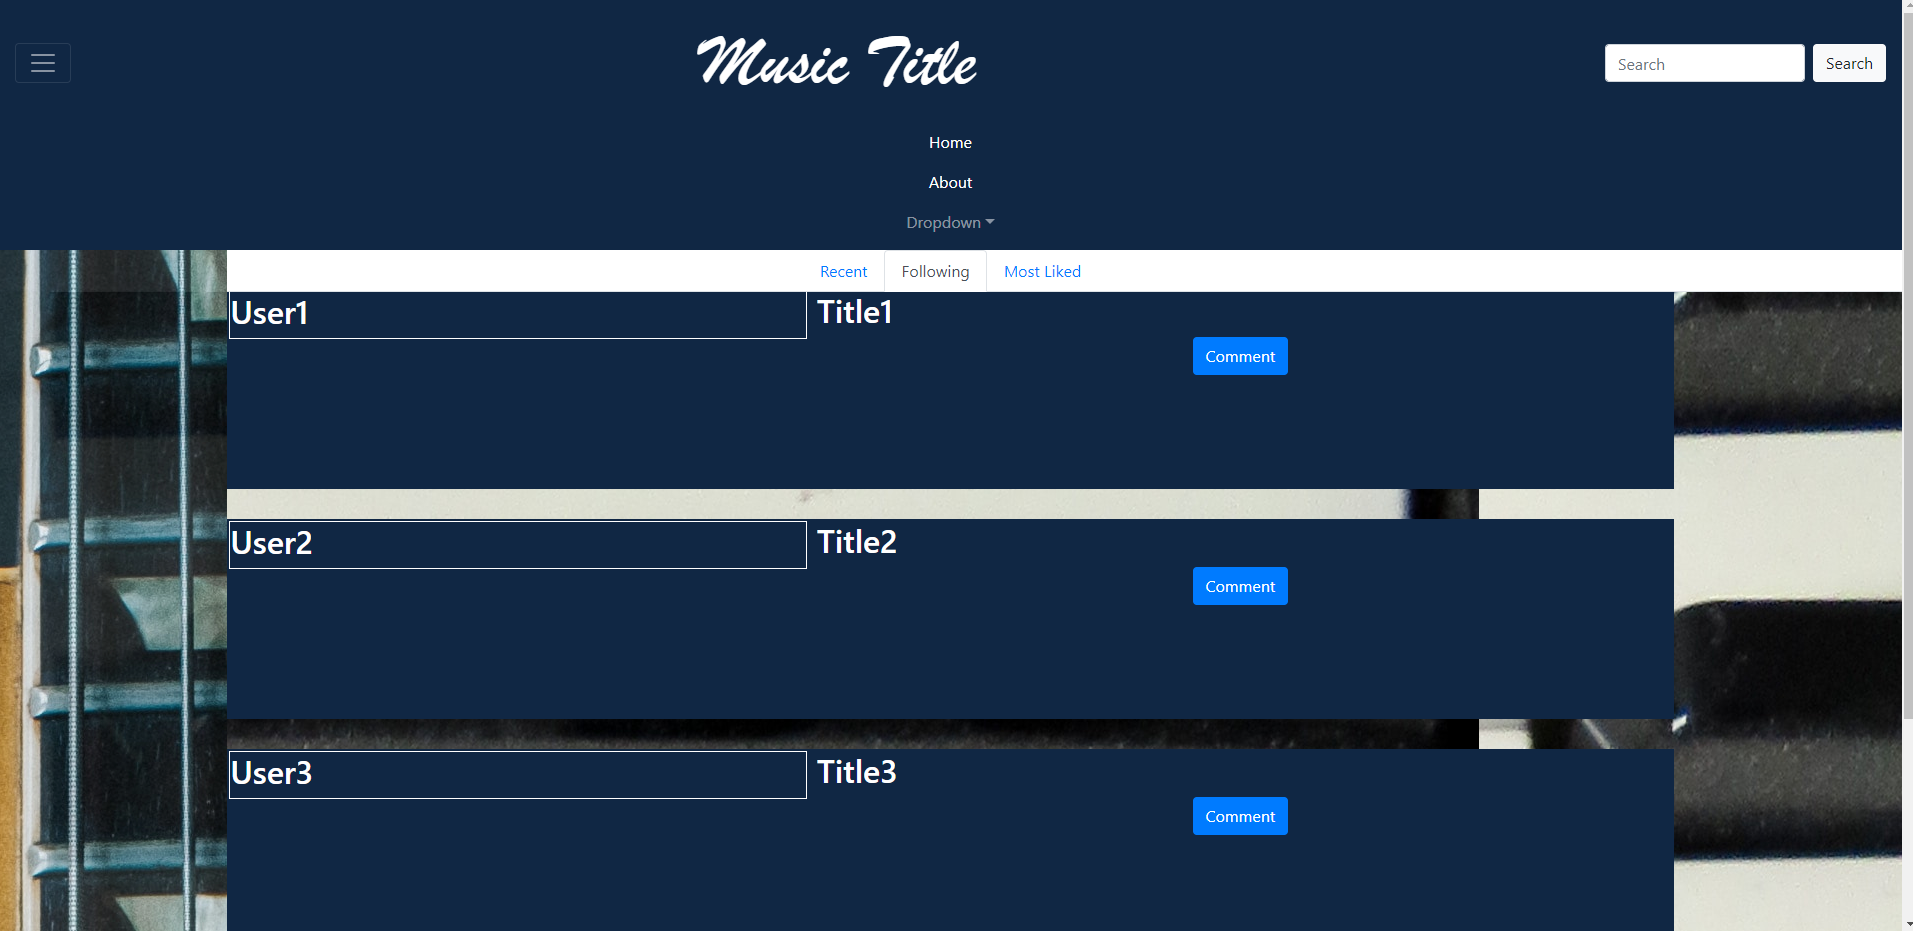 Music Title
Search Search
Home
About
Dropdown
Recent Following Most Liked
User1 Title1
Comment
User2 Title2
Comment
User3 Title3
Comment